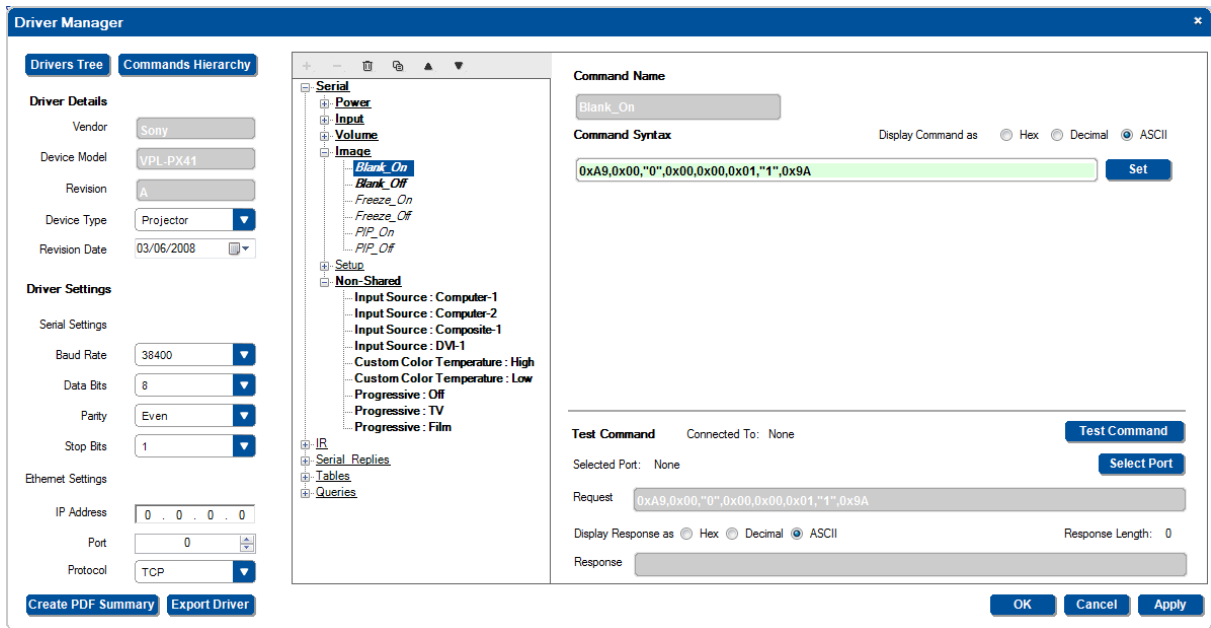 Driver Manager
Drivers Tree
Commands Hierarchy
Driver Details
Vendor
Sony
Device Model
VPL-PX41
Revision
A
Device Type
Projector
Revision Date
03/06/2008
Driver Settings
Serial Settings
Baud Rate
38400
Data Bits
8
Parity
Even
Stop Bits
1
Ethernet Settings
IP Address
0 . 0 . 0 . 0
Port
0
Protocol
TCP
Create PDF Summary
Export Driver
Serial
Power
Input
Volume
Image
Blank_On
Blank_Off
Freeze_On
Freeze_Off
PIP_On
PIP_Off
Setup
Non-Shared
Input Source : Computer-1
Input Source : Computer-2
Input Source : Composite-1
Input Source : DVI-1
Custom Color Temperature : High
Custom Color Temperature : Low
Progressive : Off
Progressive : TV
Progressive : Film
IR
Serial_Replies
Tables
Queries
Command Name
Blank_On
Command Syntax
Display Command as Hex Decimal ASCII
0xA9,0x00,"0",0x00,0x00,0x01,"1",0x9A
Set
Test Command
Connected To: None
Test Command
Selected Port: None
Select Port
Request
0xA9,0x00,"0",0x00,0x00,0x01,"1",0x9A
Display Response as Hex Decimal ASCII
Response Length: 0
Response
OK
Cancel
Apply